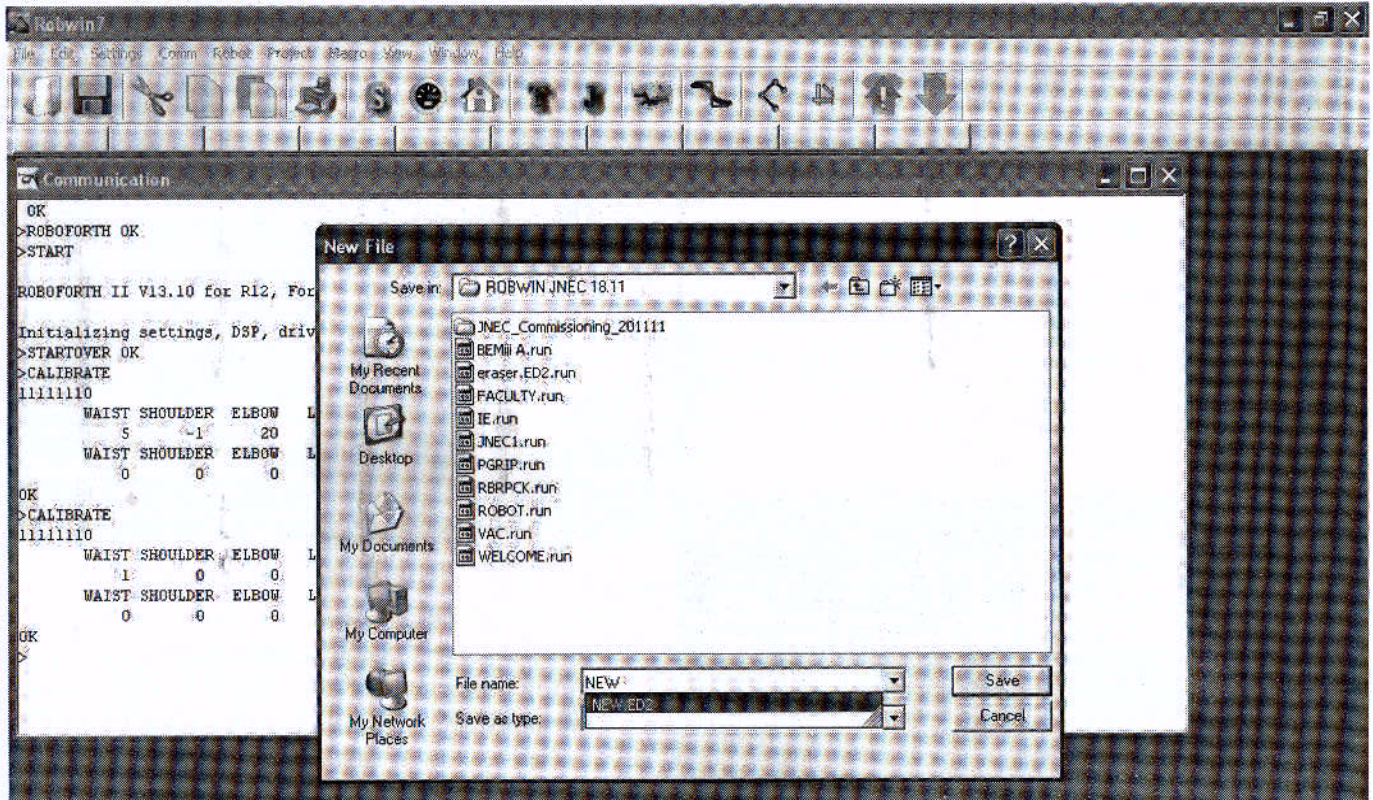 Robwin7
File Edit Settings Comm Robot Project Macro View Window Help
Communication
OK
>ROBOFORTH OK
>START
ROBOFORTH II V13.10 for R12, For
Initializing settings, DSP, driv
>STARTOVER OK
>CALIBRATE
11111110
WAIST SHOULDER ELBOW L
5 -1 20
WAIST SHOULDER ELBOW L
0 0 0
OK
>CALIBRATE
11111110
WAIST SHOULDER ELBOW L
1 0 0
WAIST SHOULDER ELBOW L
0 0 0
OK
>
New File
Save in: ROBWIN JNEC 18.11
My Recent
Documents
Desktop
My Documents
My Computer
My Network
Places
JNEC_Commissioning_201111
BEMiii A.run
eraser.ED2.run
FACULTY.run
IE.run
JNEC1.run
PGRIP.run
RBRPCK.run
ROBOT.run
VAC.run
WELCOME.run
File name: NEW
NEW.ED2
Save as type:
Save
Cancel